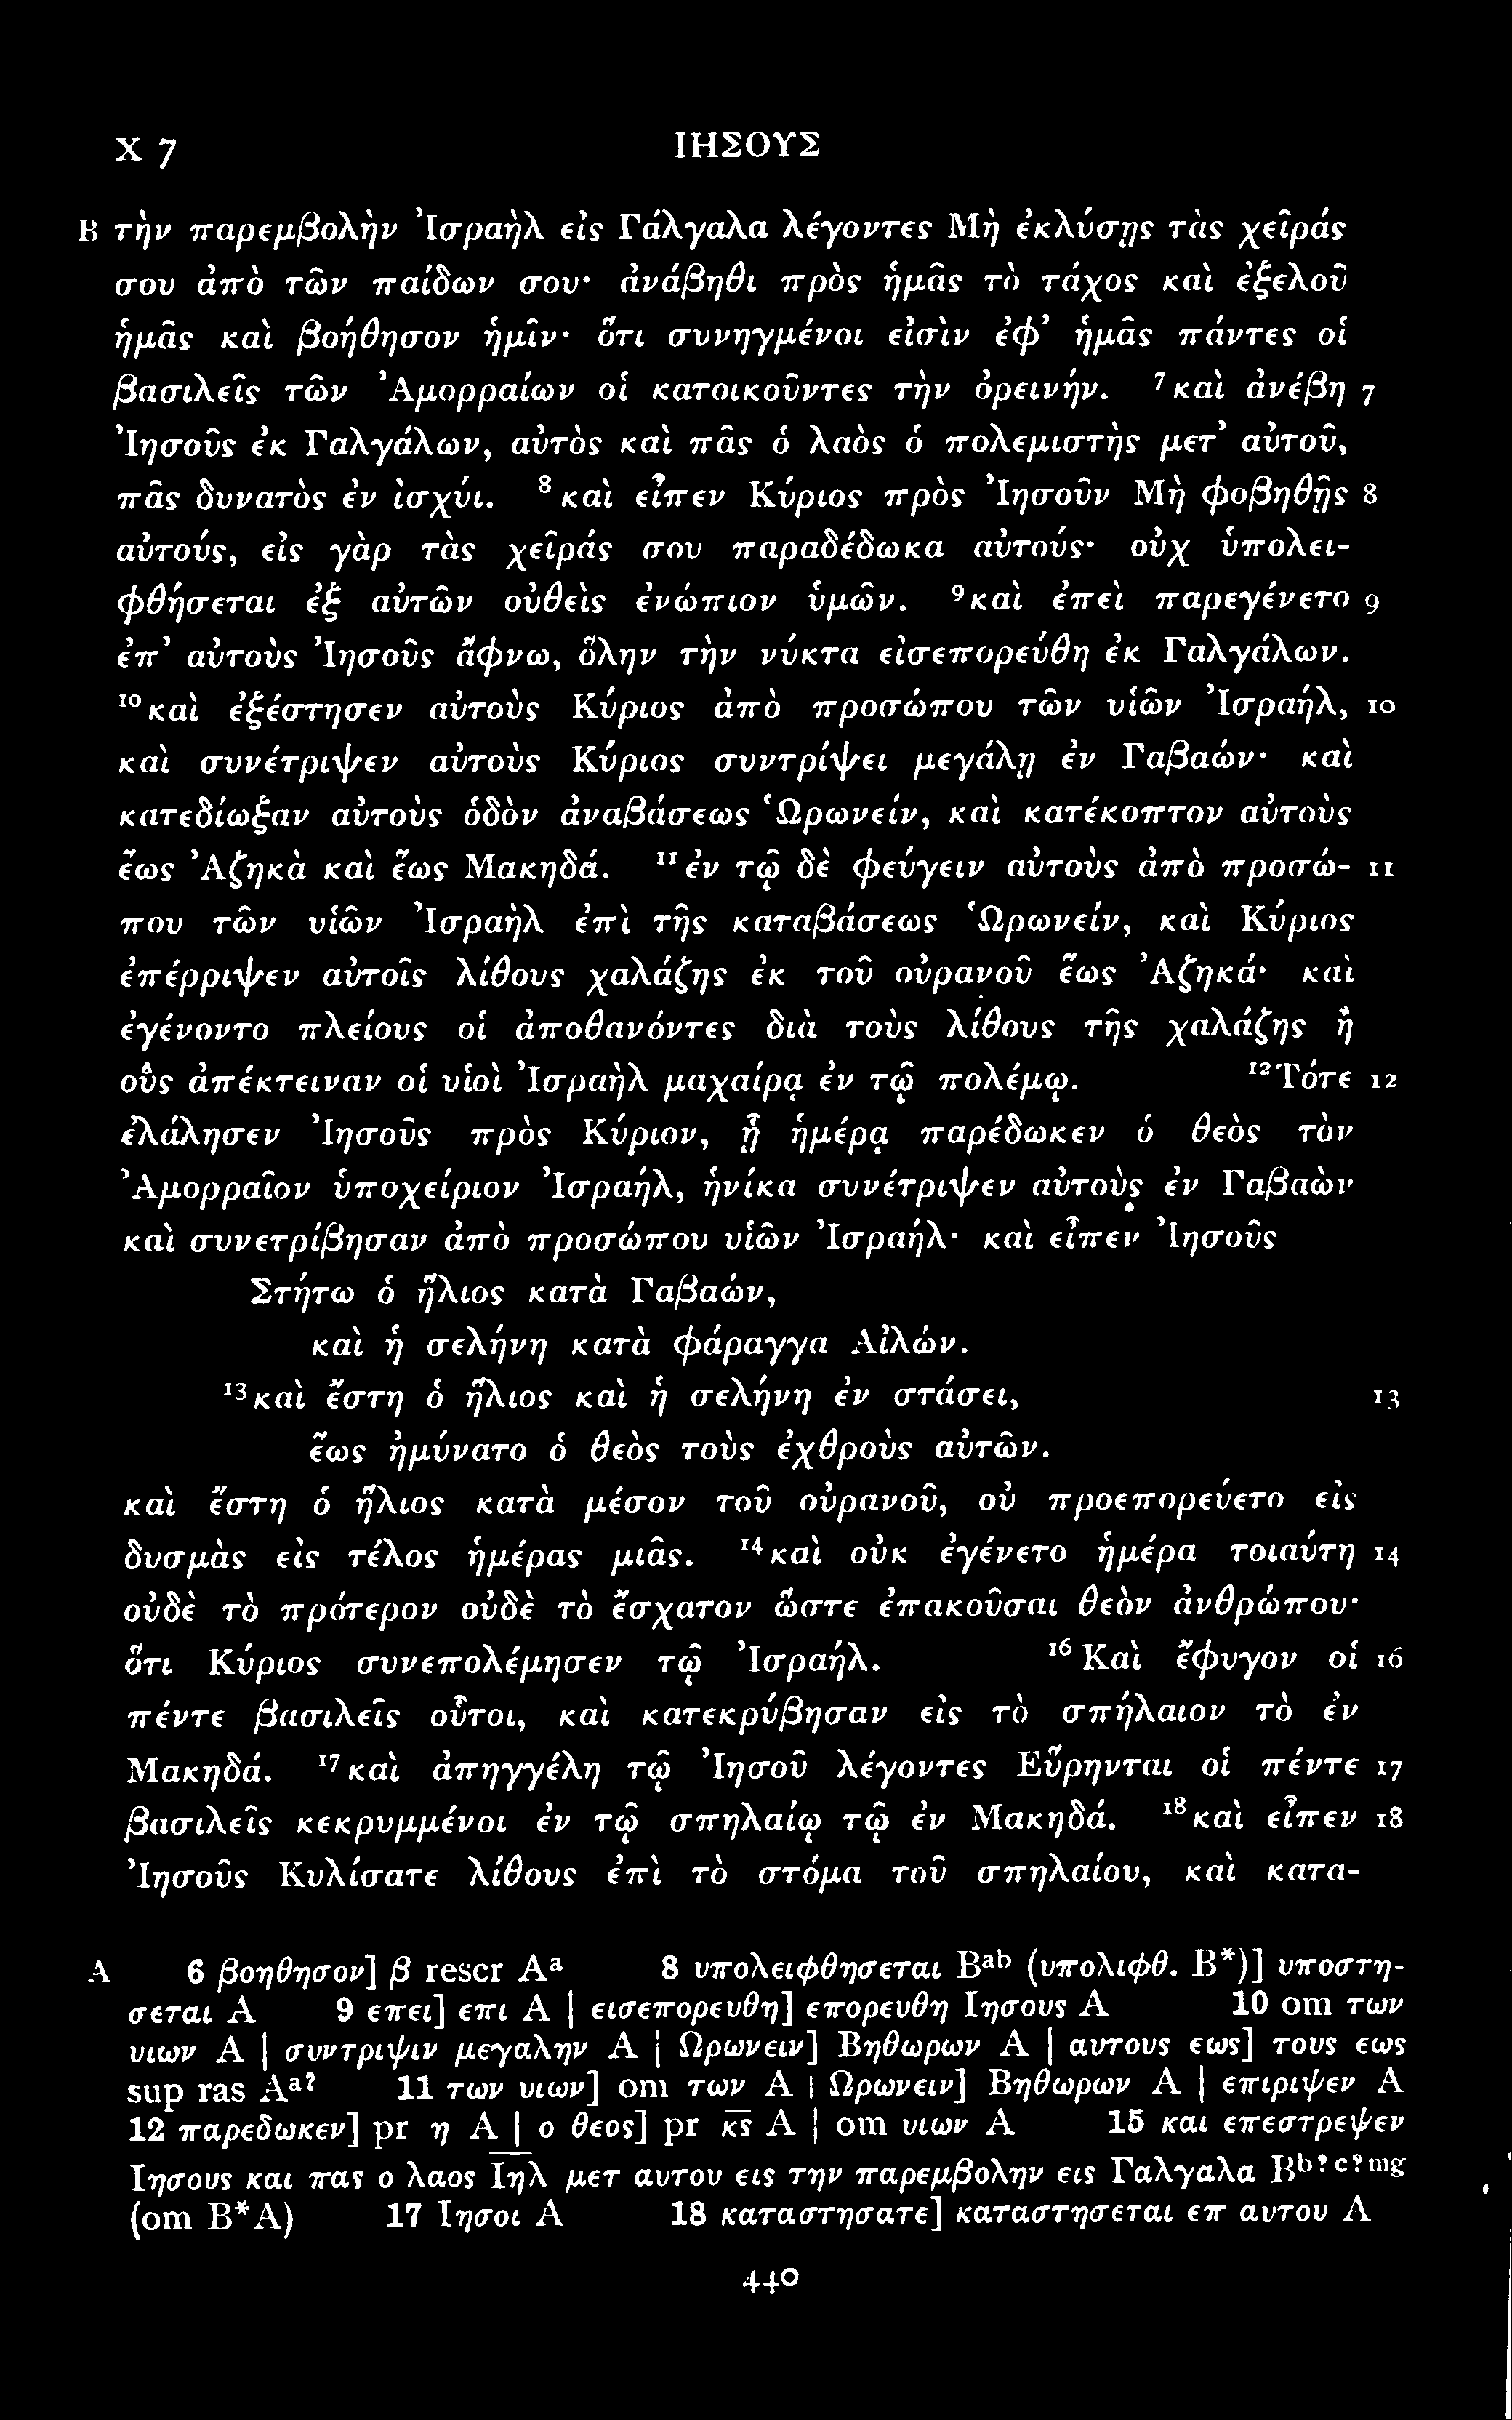 X 7 ΙΗΣΟΥΣ
B τὴν παρεμβολὴν Ἰσραὴλ εἰς Γάλγαλα λέγοντες Μὴ ἐκλύσῃς τὰς χεῖράς
σου ἀπὸ τῶν παίδων σου· ἀνάβηθι πρὸς ἡμᾶς τὸ τάχος καὶ ἐξελοῦ
ἡμᾶς καὶ βοήθησον ἡμῖν· ὅτι συνηγμένοι εἰσὶν ἐφ᾽ ἡμᾶς πάντες οἱ
βασιλεῖς τῶν Ἀμορραίων οἱ κατοικοῦντες τὴν ὀρεινήν. ⁷καὶ ἀνέβη 7
Ἰησοῦς ἐκ Γαλγάλων, αὐτὸς καὶ πᾶς ὁ λαὸς ὁ πολεμιστὴς μετ᾽ αὐτοῦ,
πᾶς δυνατὸς ἐν ἰσχύι. ⁸καὶ εἶπεν Κύριος πρὸς Ἰησοῦν Μὴ φοβηθῇς 8
αὐτούς, εἰς γὰρ τὰς χεῖράς σου παραδέδωκα αὐτούς· οὐχ ὑπολει-
φθήσεται ἐξ αὐτῶν οὐθεὶς ἐνώπιον ὑμῶν. ⁹καὶ ἐπεὶ παρεγένετο 9
ἐπ᾽ αὐτοὺς Ἰησοῦς ἄφνω, ὅλην τὴν νύκτα εἰσεπορεύθη ἐκ Γαλγάλων.
¹⁰καὶ ἐξέστησεν αὐτοὺς Κύριος ἀπὸ προσώπου τῶν υἱῶν Ἰσραήλ, 10
καὶ συνέτριψεν αὐτοὺς Κύριος συντρίψει μεγάλῃ ἐν Γαβαών· καὶ
κατεδίωξαν αὐτοὺς ὁδὸν ἀναβάσεως Ὡρωνείν, καὶ κατέκοπτον αὐτοὺς
ἕως Ἀζηκὰ καὶ ἕως Μακηδά. ¹¹ἐν τῷ δὲ φεύγειν αὐτοὺς ἀπὸ προσώ- 11
που τῶν υἱῶν Ἰσραὴλ ἐπὶ τῆς καταβάσεως Ὡρωνείν, καὶ Κύριος
ἐπέρριψεν αὐτοῖς λίθους χαλάζης ἐκ τοῦ οὐρανοῦ ἕως Ἀζηκά· καὶ
ἐγένοντο πλείους οἱ ἀποθανόντες διὰ τοὺς λίθους τῆς χαλάζης ἢ
οὓς ἀπέκτειναν οἱ υἱοὶ Ἰσραὴλ μαχαίρᾳ ἐν τῷ πολέμῳ. ¹²Τότε 12
ἐλάλησεν Ἰησοῦς πρὸς Κύριον, ᾗ ἡμέρᾳ παρέδωκεν ὁ θεὸς τὸν
Ἀμορραῖον ὑποχείριον Ἰσραήλ, ἡνίκα συνέτριψεν αὐτοὺς ἐν Γαβαὼν
καὶ συνετρίβησαν ἀπὸ προσώπου υἱῶν Ἰσραήλ· καὶ εἶπεν Ἰησοῦς
Στήτω ὁ ἥλιος κατὰ Γαβαών,
καὶ ἡ σελήνη κατὰ φάραγγα Αἰλών.
¹³καὶ ἔστη ὁ ἥλιος καὶ ἡ σελήνη ἐν στάσει, 13
ἕως ἠμύνατο ὁ θεὸς τοὺς ἐχθροὺς αὐτῶν.
καὶ ἔστη ὁ ἥλιος κατὰ μέσον τοῦ οὐρανοῦ, οὐ προεπορεύετο εἰς
δυσμὰς εἰς τέλος ἡμέρας μιᾶς. ¹⁴καὶ οὐκ ἐγένετο ἡμέρα τοιαύτη 14
οὐδὲ τὸ πρότερον οὐδὲ τὸ ἔσχατον ὥστε ἐπακοῦσαι θεὸν ἀνθρώπου·
ὅτι Κύριος συνεπολέμησεν τῷ Ἰσραήλ. ¹⁶Καὶ ἔφυγον οἱ 16
πέντε βασιλεῖς οὗτοι, καὶ κατεκρύβησαν εἰς τὸ σπήλαιον τὸ ἐν
Μακηδά. ¹⁷καὶ ἀπηγγέλη τῷ Ἰησοῦ λέγοντες Εὕρηνται οἱ πέντε 17
βασιλεῖς κεκρυμμένοι ἐν τῷ σπηλαίῳ τῷ ἐν Μακηδά. ¹⁸καὶ εἶπεν 18
Ἰησοῦς Κυλίσατε λίθους ἐπὶ τὸ στόμα τοῦ σπηλαίου, καὶ κατα-
A 6 βοηθησον] β rescr Aᵃ 8 υπολειφθησεται Bᵃᵇ (υπολιφθ. B*)] υποστη-
σεται A 9 επει] επι A | εισεπορευθη] επορευθη Ιησους A 10 om των
υιων A | συντριψιν μεγαλην A | Ωρωνειν] Βηθωρων A | αυτους εως] τους εως
sup ras Aᵃ? 11 των υιων] om των A | Ωρωνειν] Βηθωρων A | επιριψεν A
12 παρεδωκεν] pr η A | ο θεος] pr κ̅ς̅ A | om υιων A 15 και επεστρεψεν
Ιησους και πας ο λαος Ι̅η̅λ̅ μετ αυτου εις την παρεμβολην εις Γαλγαλα Bᵇ?ᶜ?ᵐᵍ
(om B*A) 17 Ιησοι A 18 καταστησατε] καταστησεται επ αυτου A
440